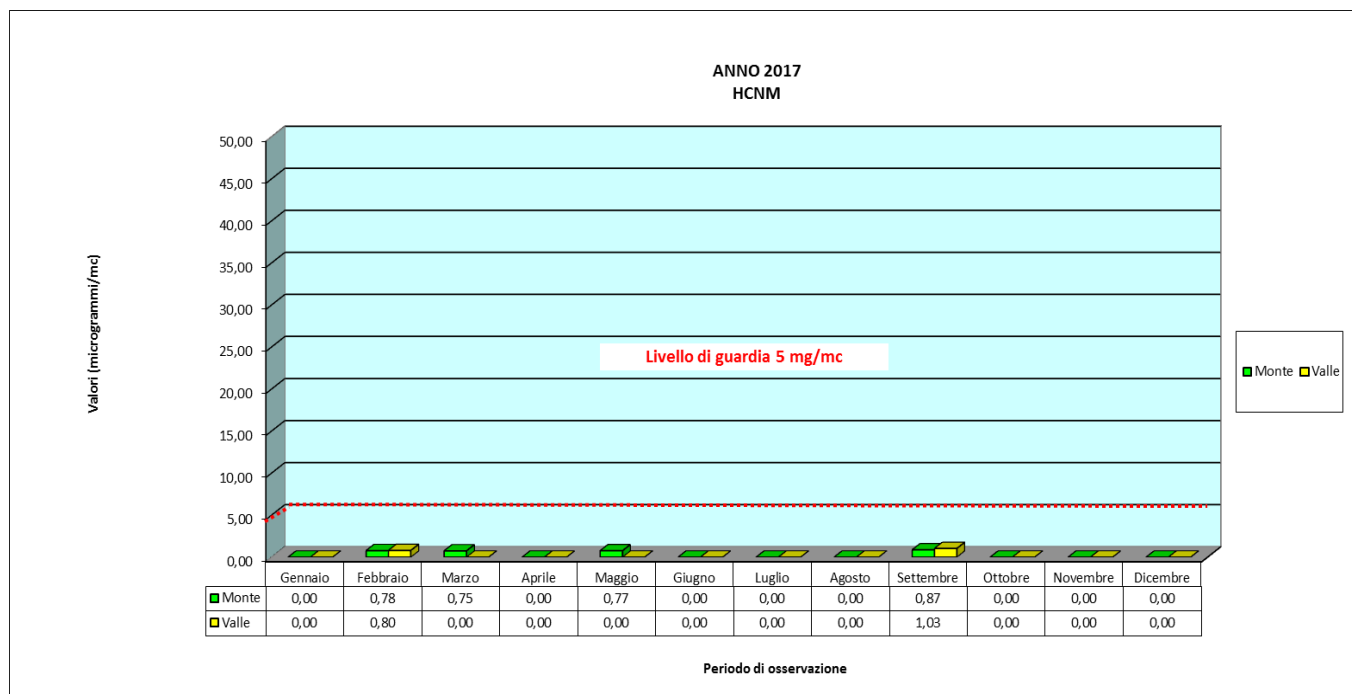 ANNO 2017
HCNM
Valori (microgrammi/mc)
50,00
45,00
40,00
35,00
30,00
25,00
20,00
15,00
10,00
5,00
0,00
Livello di guardia 5 mg/mc
Monte Valle
Gennaio Febbraio Marzo Aprile Maggio Giugno Luglio Agosto Settembre Ottobre Novembre Dicembre
Monte 0,00 0,78 0,75 0,00 0,77 0,00 0,00 0,00 0,87 0,00 0,00 0,00
Valle 0,00 0,80 0,00 0,00 0,00 0,00 0,00 0,00 1,03 0,00 0,00 0,00
Periodo di osservazione